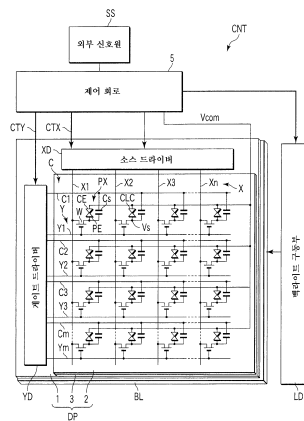 SS
외부 신호원
CNT
5
제어 회로
CTY
CTX
Vcom
XD
소스 드라이버
C
X1
X2
X3
Xn
X
PX
C1
CE
Cs
CLC
Y
W
Y1
PE
Vs
C2
Y2
C3
Y3
Cm
Ym
게이트 드라이버
백라이트 구동부
YD
1
3
2
BL
LD
DP